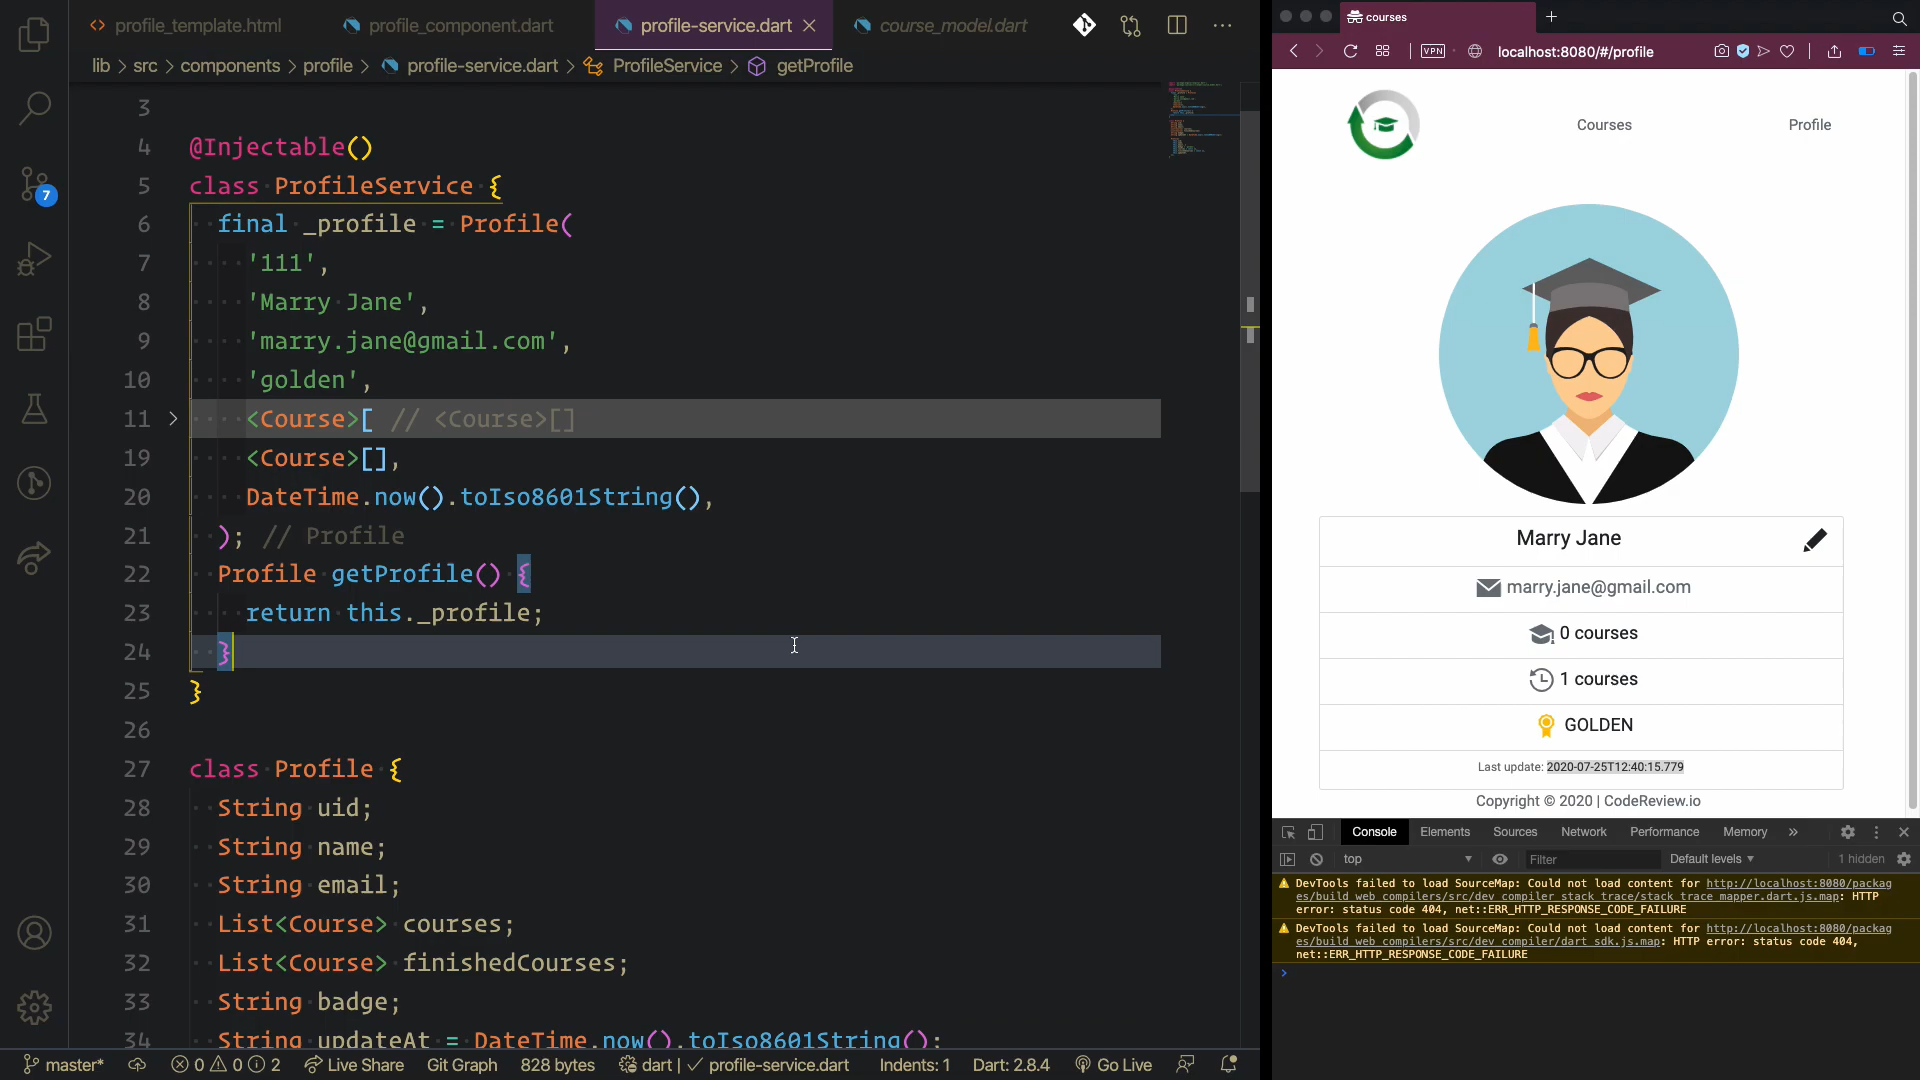 profile_template.html
profile_component.dart
profile-service.dart
course_model.dart
lib > src > components > profile > profile-service.dart > ProfileService > getProfile
3
4 @Injectable()
5 class ProfileService {
6 final _profile = Profile(
7 '111',
8 'Marry Jane',
9 'marry.jane@gmail.com',
10 'golden',
11 <Course>[ // <Course>[]
19 <Course>[],
20 DateTime.now().toIso8601String(),
21 ); // Profile
22 Profile getProfile() {
23 return this._profile;
24 }
25 }
26
27 class Profile {
28 String uid;
29 String name;
30 String email;
31 List<Course> courses;
32 List<Course> finishedCourses;
33 String badge;
34 String updateAt = DateTime.now().toIso8601String();
7
master*
0 0 2
Live Share
Git Graph
828 bytes
dart | ✓ profile-service.dart
Indents: 1
Dart: 2.8.4
Go Live
courses
VPN
localhost:8080/#/profile
Courses
Profile
Marry Jane
marry.jane@gmail.com
0 courses
1 courses
GOLDEN
Last update: 2020-07-25T12:40:15.779
Copyright © 2020 | CodeReview.io
Console Elements Sources Network Performance Memory »
top
Filter
Default levels
1 hidden
DevTools failed to load SourceMap: Could not load content for http://localhost:8080/packag
es/build_web_compilers/src/dev_compiler_stack_trace/stack_trace_mapper.dart.js.map: HTTP
error: status code 404, net::ERR_HTTP_RESPONSE_CODE_FAILURE
DevTools failed to load SourceMap: Could not load content for http://localhost:8080/packag
es/build_web_compilers/src/dev_compiler/dart_sdk.js.map: HTTP error: status code 404,
net::ERR_HTTP_RESPONSE_CODE_FAILURE